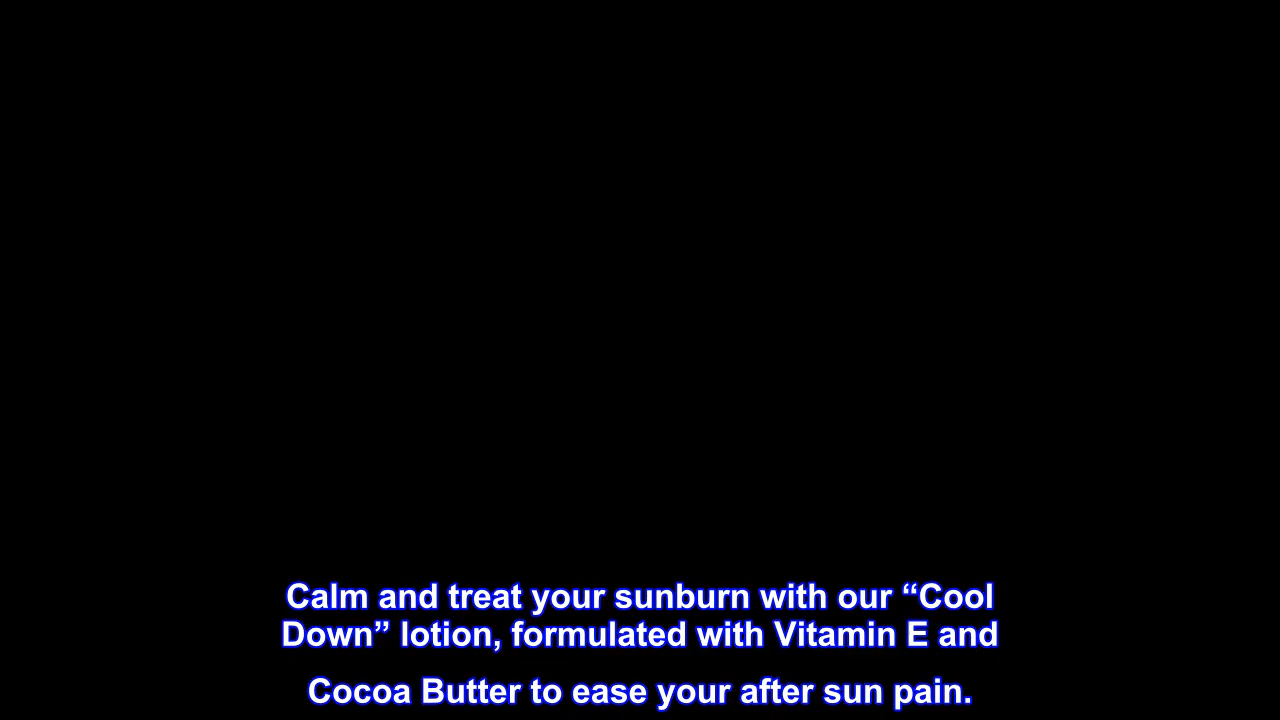 Calm and treat your sunburn with our “Cool
Down” lotion, formulated with Vitamin E and
Cocoa Butter to ease your after sun pain.